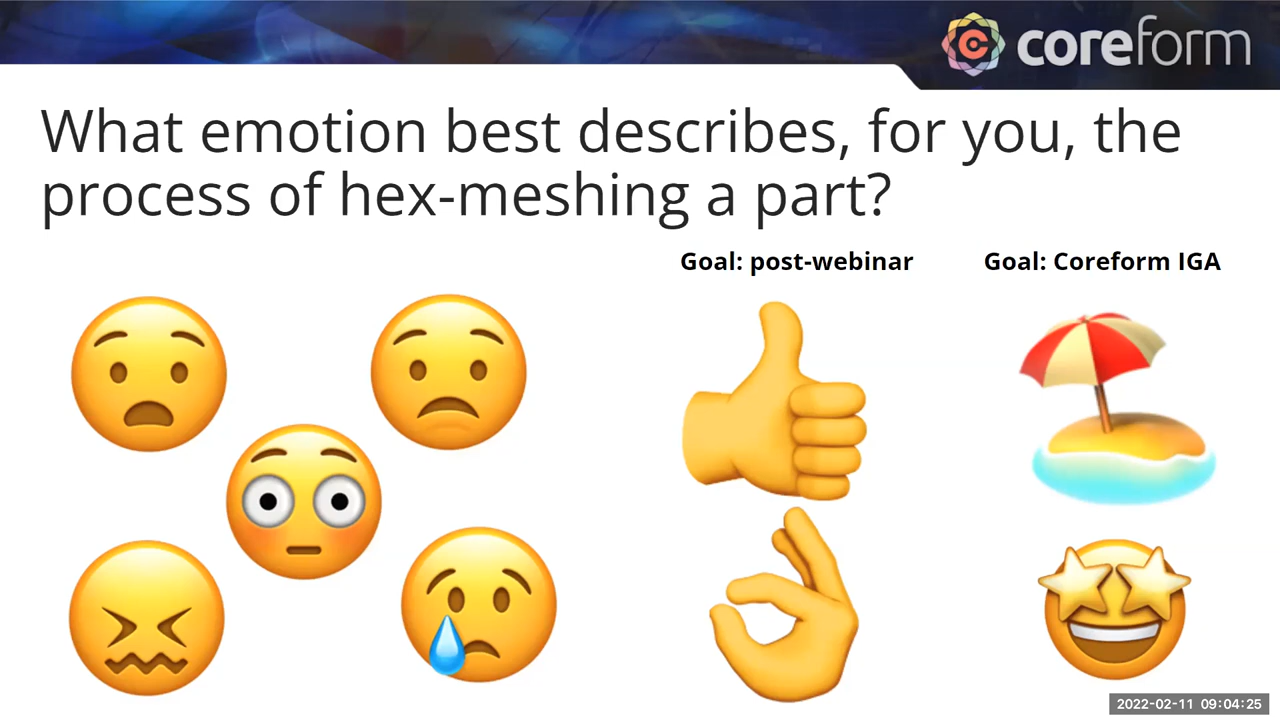 coreform
What emotion best describes, for you, the
process of hex-meshing a part?
Goal: post-webinar
Goal: Coreform IGA
2022-02-11 09:04:25